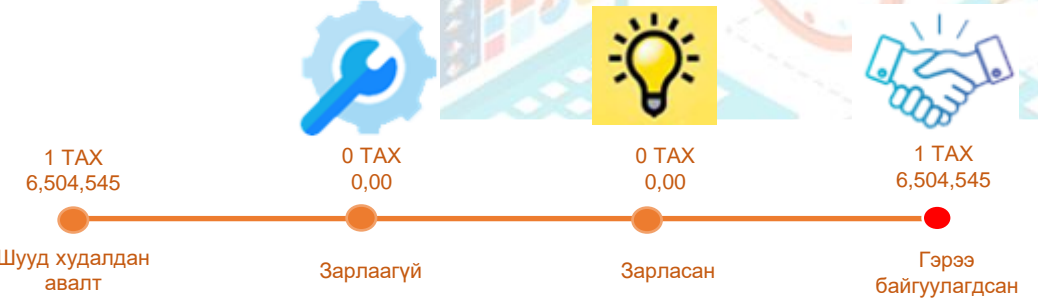 1 ТАХ
6,504,545
0 ТАХ
0,00
0 ТАХ
0,00
1 ТАХ
6,504,545
Шууд худалдан
авалт
Зарлаагүй
Зарласан
Гэрээ
байгуулагдсан